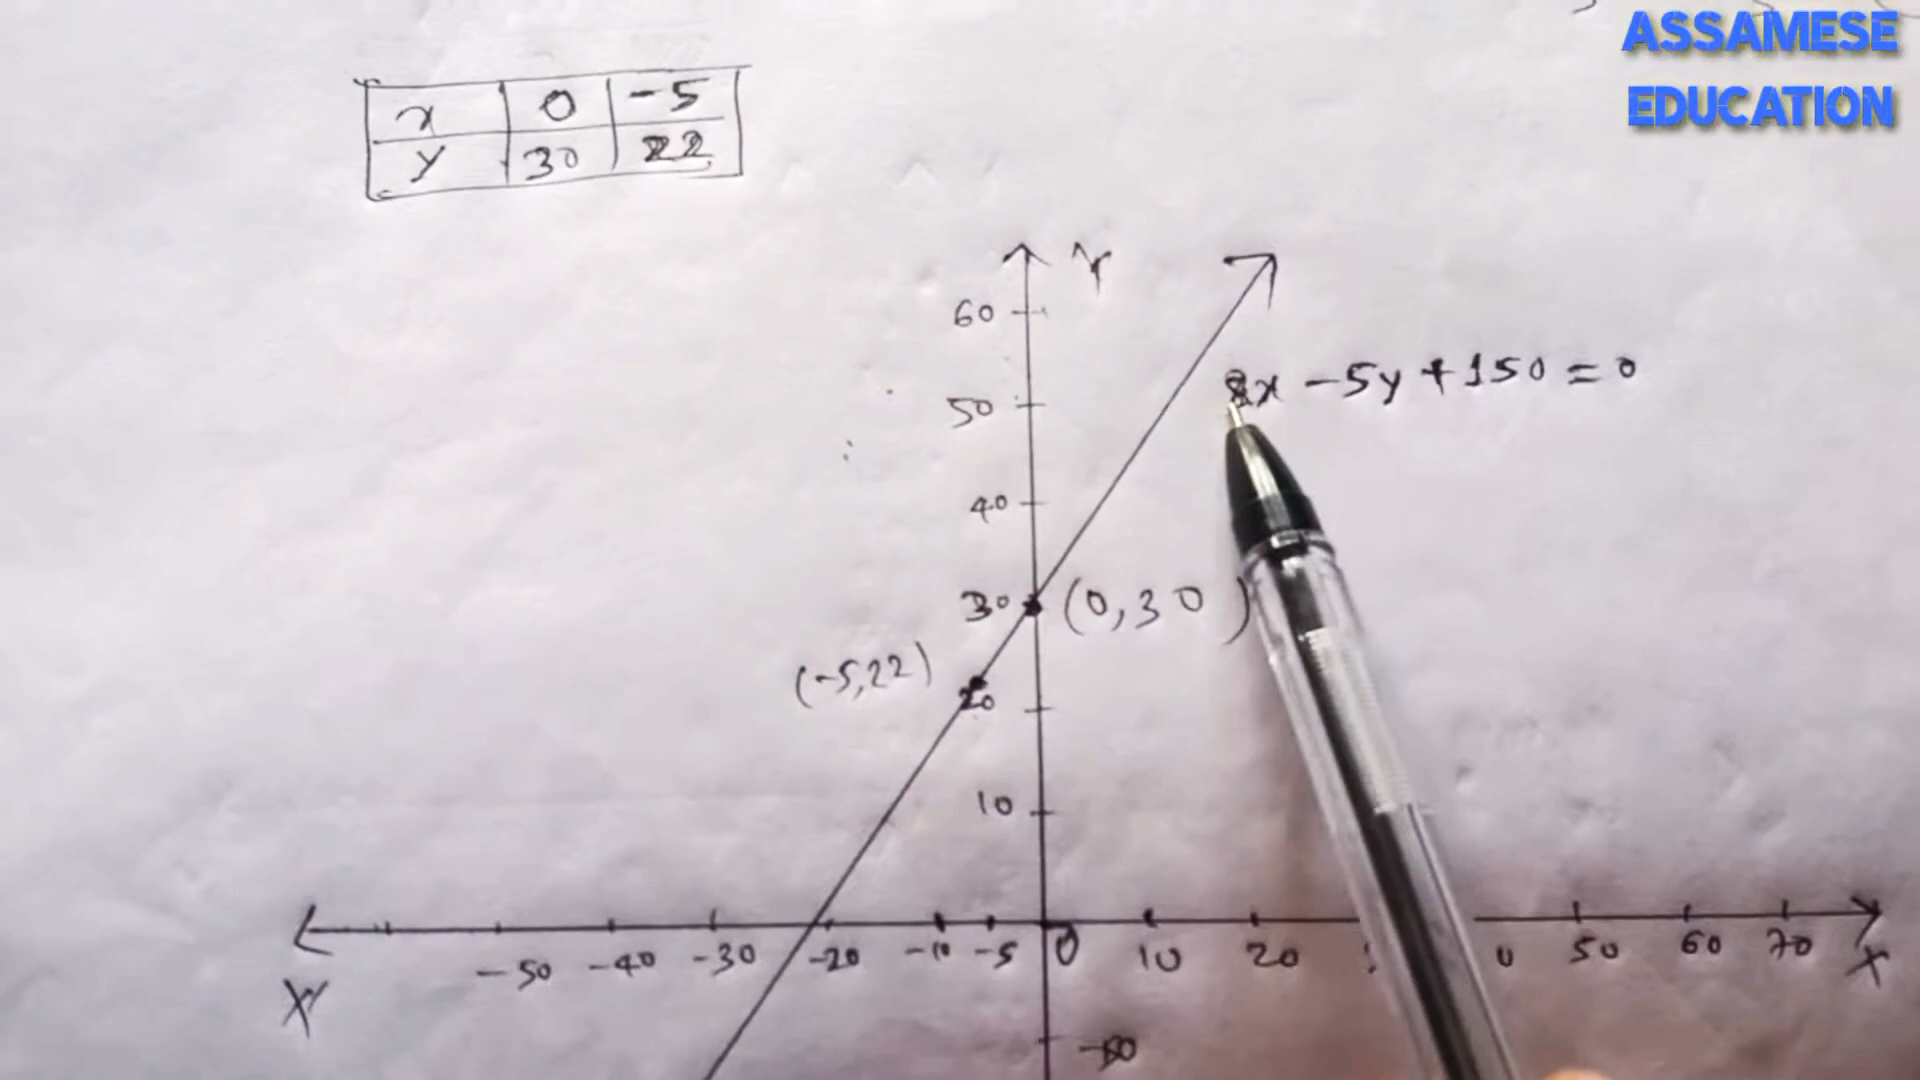 ASSAMESE
EDUCATION
x 0 -5
y 30 22
Y
60
8x - 5y + 150 = 0
50
40
30 (0, 30)
(-5, 22)
20
10
-50 -40 -30 -20 -10 -5 0 10 20 50 60 70
X' X